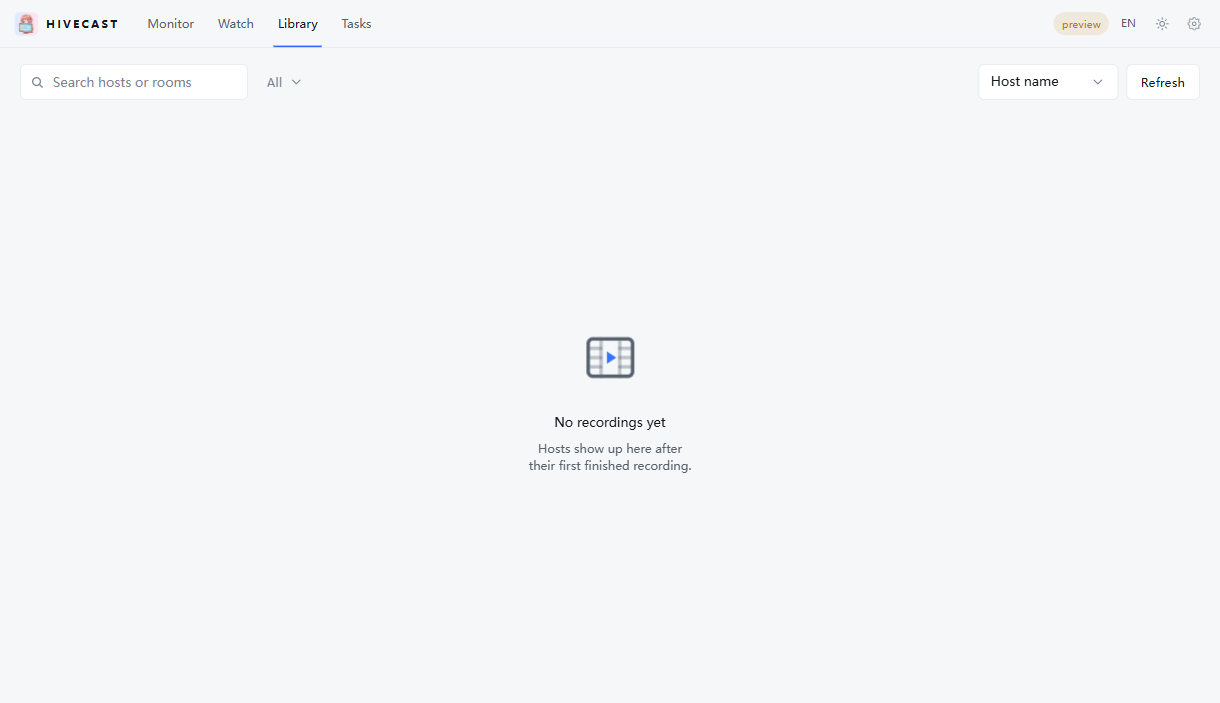 HIVECAST Monitor Watch Library Tasks preview EN
Search hosts or rooms All Host name Refresh
No recordings yet
Hosts show up here after
their first finished recording.